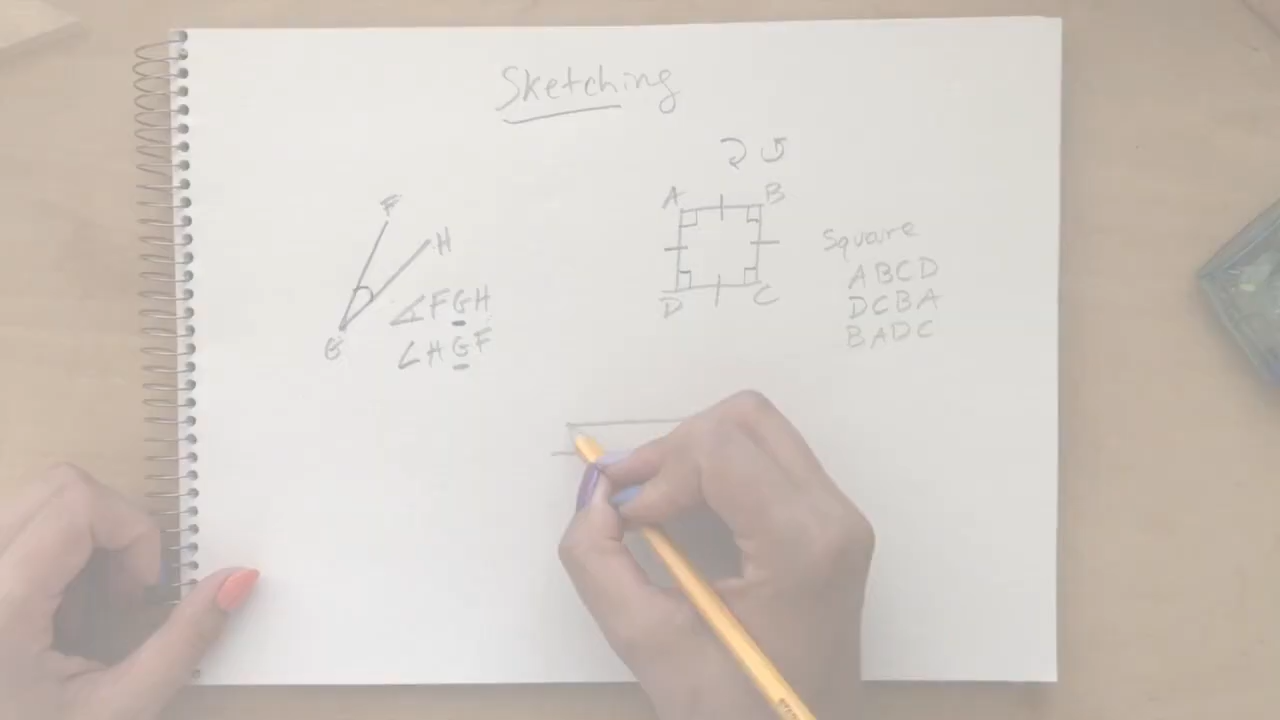 Sketching
F
H
G
∠FGH
∠HGF
A B
D C
Square
ABCD
DCBA
BADC